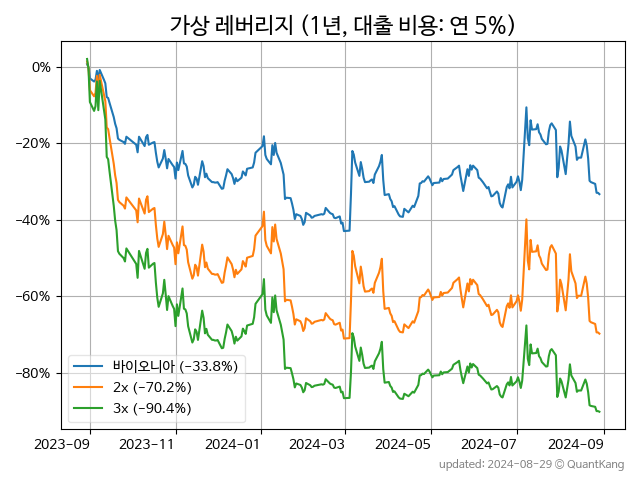 가상 레버리지 (1년, 대출 비용: 연 5%)
0%
−20%
−40%
−60%
−80%
바이오니아 (−33.8%)
2x (−70.2%)
3x (−90.4%)
2023-09 2023-11 2024-01 2024-03 2024-05 2024-07 2024-09
updated: 2024-08-29 © QuantKang